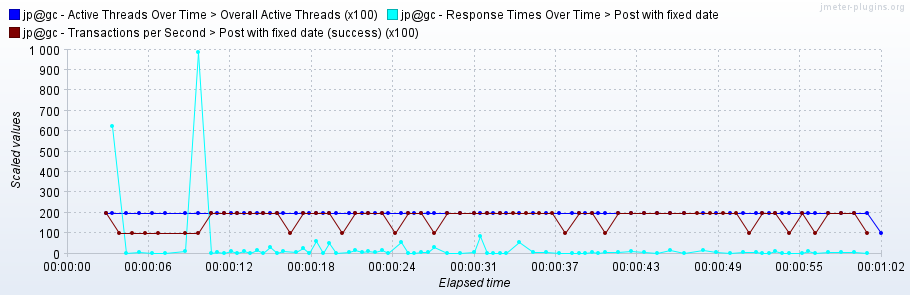 jmeter-plugins.org
jp@gc - Active Threads Over Time > Overall Active Threads (x100) jp@gc - Response Times Over Time > Post with fixed date
jp@gc - Transactions per Second > Post with fixed date (success) (x100)
1 000
900
800
700
600
500
400
300
200
100
0
Scaled values
00:00:00 00:00:06 00:00:12 00:00:18 00:00:24 00:00:31 00:00:37 00:00:43 00:00:49 00:00:55 00:01:02
Elapsed time